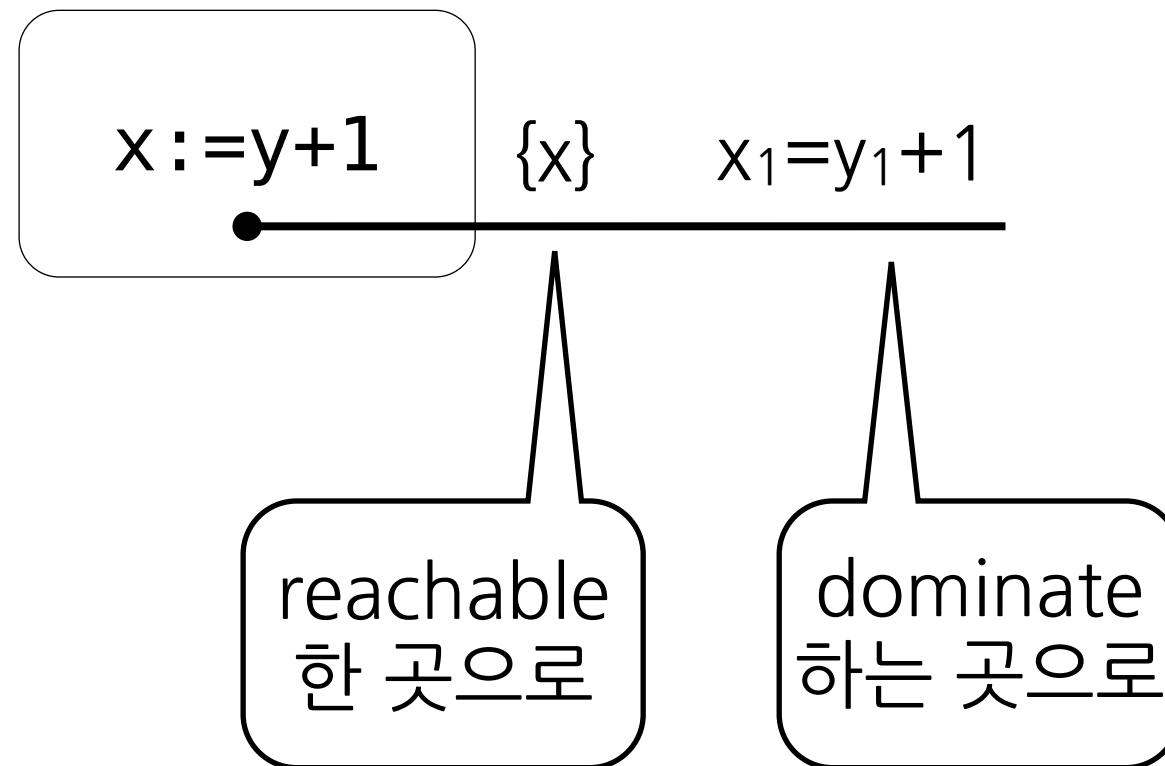 x:=y+1 {x} x₁=y₁+1
reachable
한 곳으로
dominate
하는 곳으로